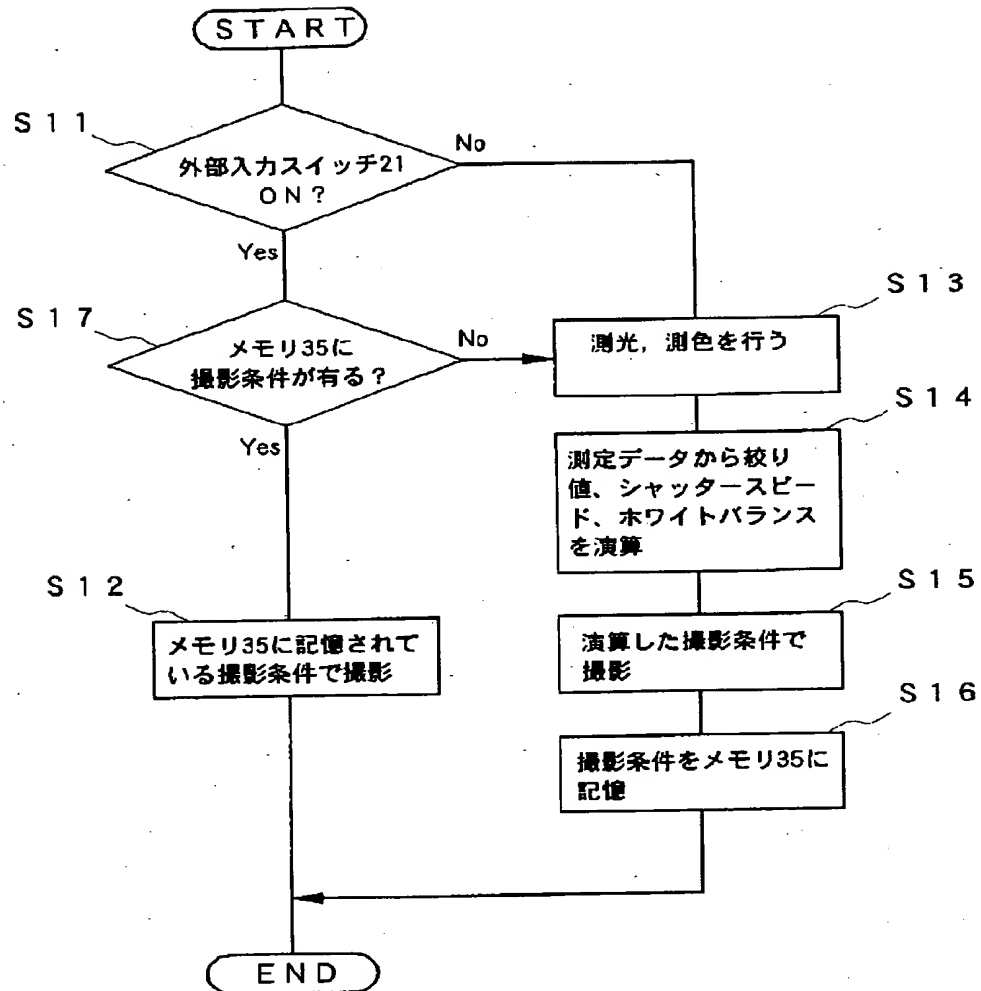 START
S11
外部入力スイッチ21
ON?
No
Yes
S17
メモリ35に
撮影条件が有る?
No
Yes
S13
測光,測色を行う
S14
測定データから絞り
値、シャッタースピー
ド、ホワイトバランス
を演算
S12
メモリ35に記憶されて
いる撮影条件で撮影
S15
演算した撮影条件で
撮影
S16
撮影条件をメモリ35に
記憶
END